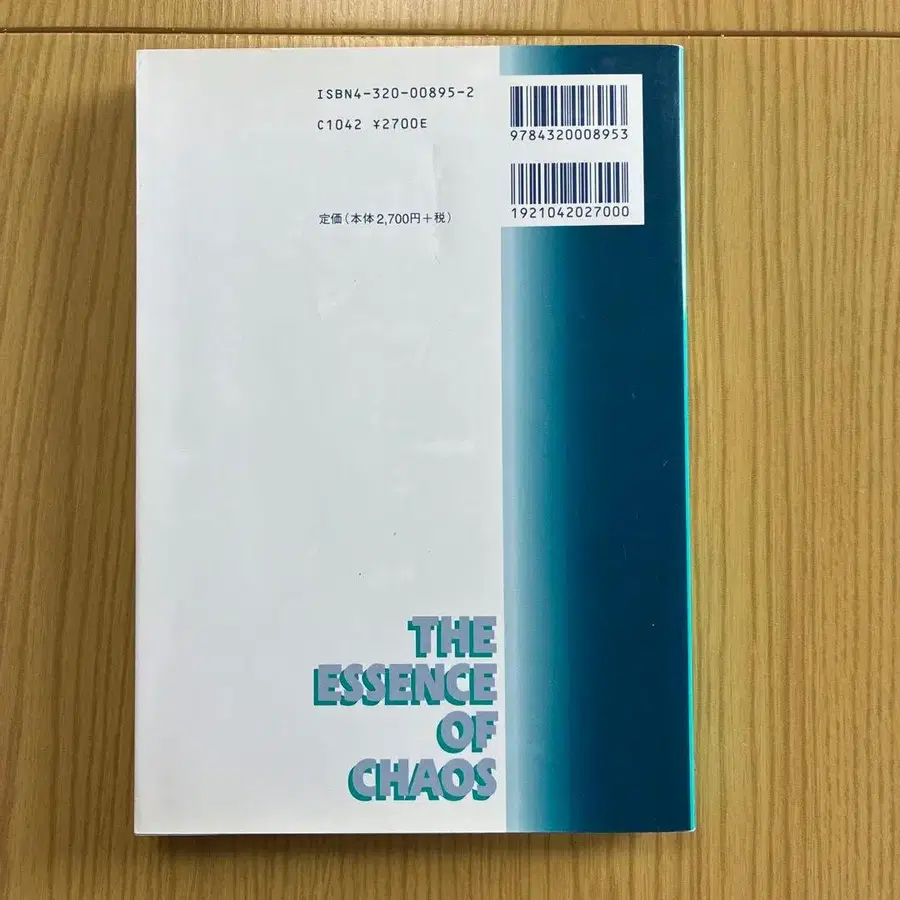 ISBN4-320-00895-2
C1042 ¥2700E
定価(本体2,700円+税)
9784320008953
1921042027000
THE
ESSENCE
OF
CHAOS